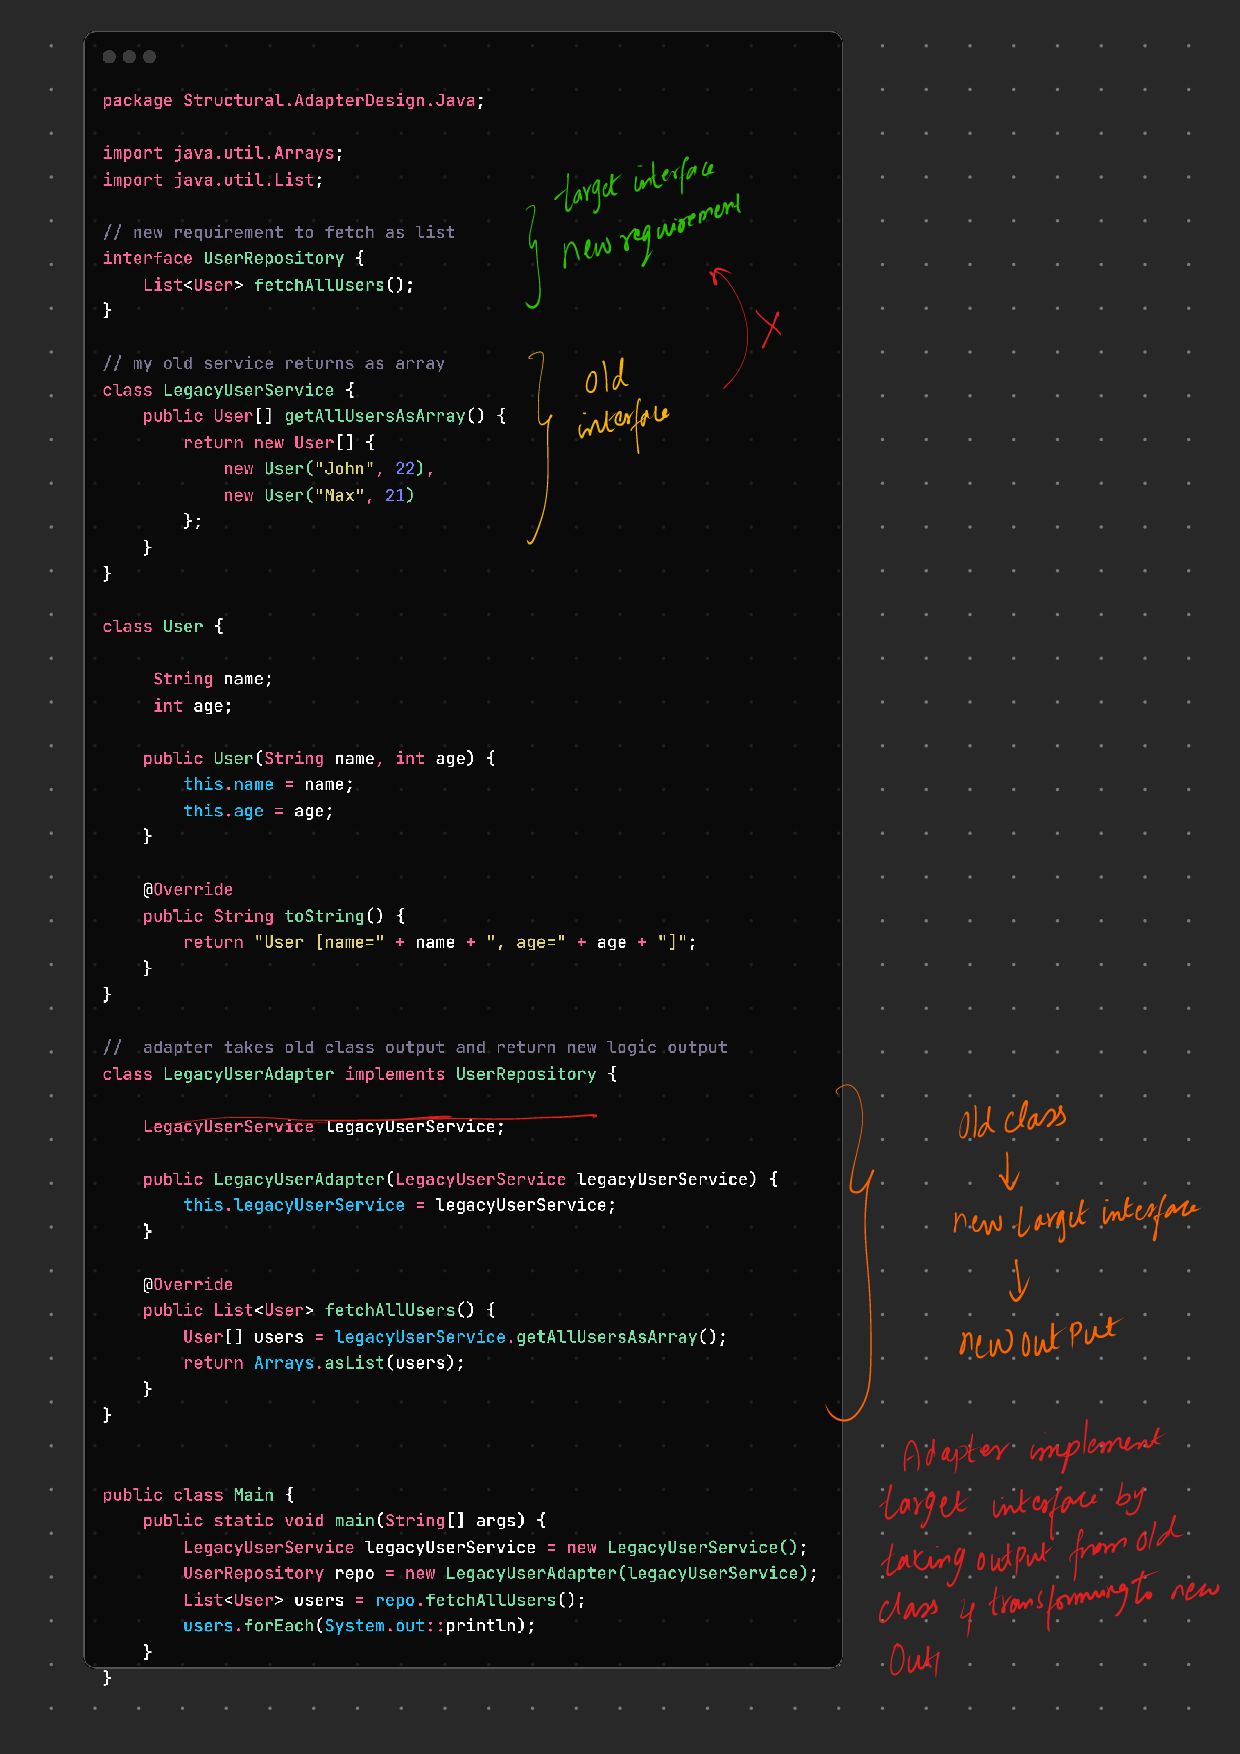 package Structural.AdapterDesign.Java;
import java.util.Arrays;
import java.util.List;
// new requirement to fetch as list
interface UserRepository {
List<User> fetchAllUsers();
}
target interface
new requirement
X
// my old service returns as array
class LegacyUserService {
public User[] getAllUsersAsArray() {
return new User[] {
new User("John", 22),
new User("Max", 21)
};
}
}
old
interface
class User {
String name;
int age;
public User(String name, int age) {
this.name = name;
this.age = age;
}
@Override
public String toString() {
return "User [name=" + name + ", age=" + age + "]";
}
}
// adapter takes old class output and return new logic output
class LegacyUserAdapter implements UserRepository {
LegacyUserService legacyUserService;
public LegacyUserAdapter(LegacyUserService legacyUserService) {
this.legacyUserService = legacyUserService;
}
@Override
public List<User> fetchAllUsers() {
User[] users = legacyUserService.getAllUsersAsArray();
return Arrays.asList(users);
}
}
old class
new target interface
new output
Adapter implement
target interface by
taking output from old
class & transforming to new
Out
public class Main {
public static void main(String[] args) {
LegacyUserService legacyUserService = new LegacyUserService();
UserRepository repo = new LegacyUserAdapter(legacyUserService);
List<User> users = repo.fetchAllUsers();
users.forEach(System.out::println);
}
}